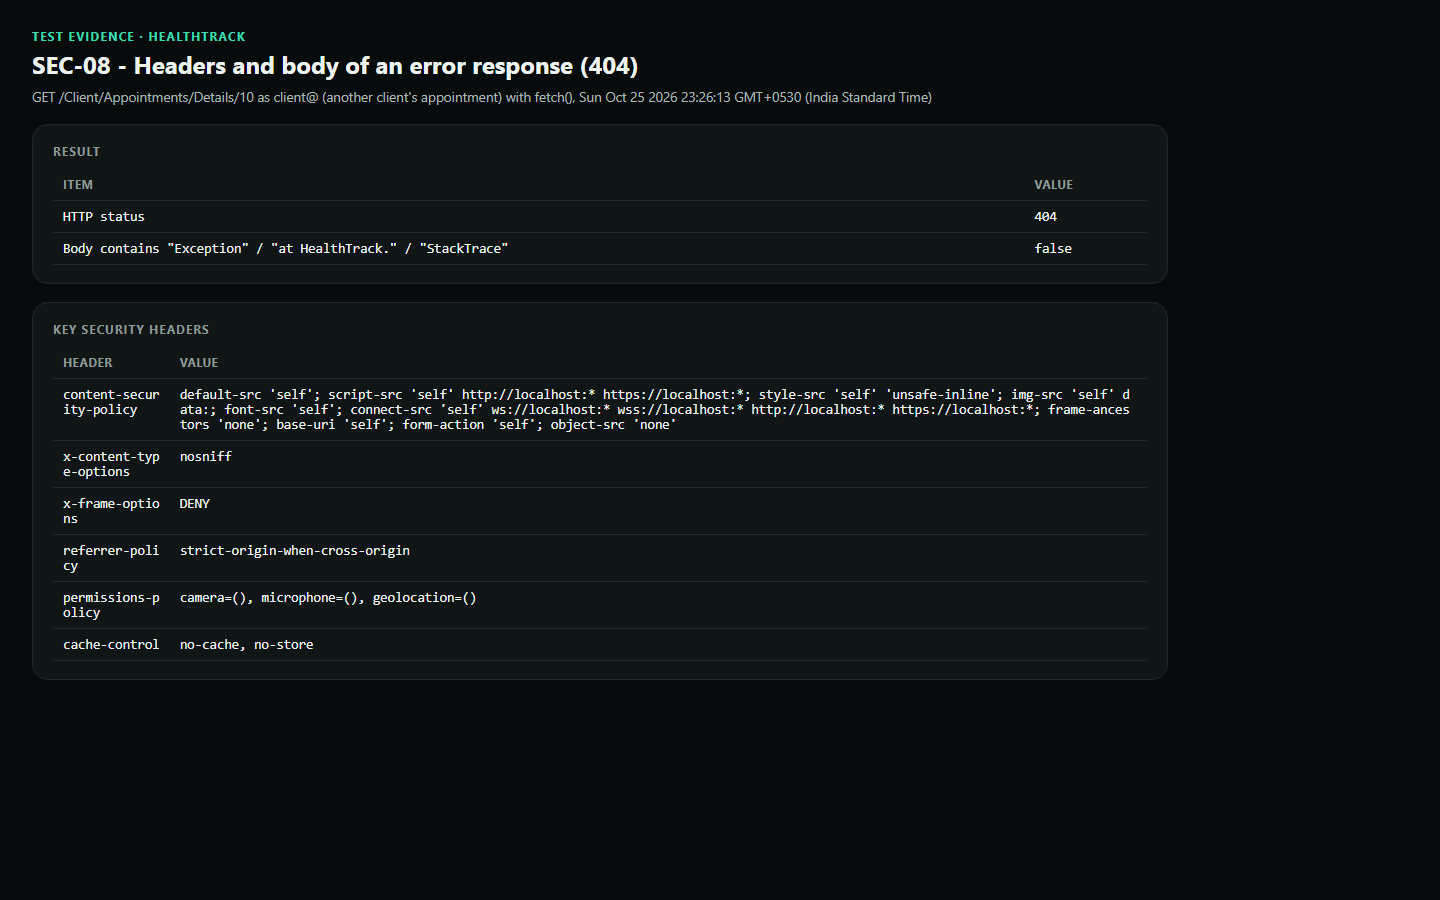 TEST EVIDENCE · HEALTHTRACK
SEC-08 - Headers and body of an error response (404)
GET /Client/Appointments/Details/10 as client@ (another client's appointment) with fetch(), Sun Oct 25 2026 23:26:13 GMT+0530 (India Standard Time)
RESULT
ITEM VALUE
HTTP status 404
Body contains "Exception" / "at HealthTrack." / "StackTrace" false
KEY SECURITY HEADERS
HEADER VALUE
content-secur default-src 'self'; script-src 'self' http://localhost:* https://localhost:*; style-src 'self' 'unsafe-inline'; img-src 'self' d
ity-policy ata:; font-src 'self'; connect-src 'self' ws://localhost:* wss://localhost:* http://localhost:* https://localhost:*; frame-ances
tors 'none'; base-uri 'self'; form-action 'self'; object-src 'none'
x-content-typ nosniff
e-options
x-frame-optio DENY
ns
referrer-poli strict-origin-when-cross-origin
cy
permissions-p camera=(), microphone=(), geolocation=()
olicy
cache-control no-cache, no-store